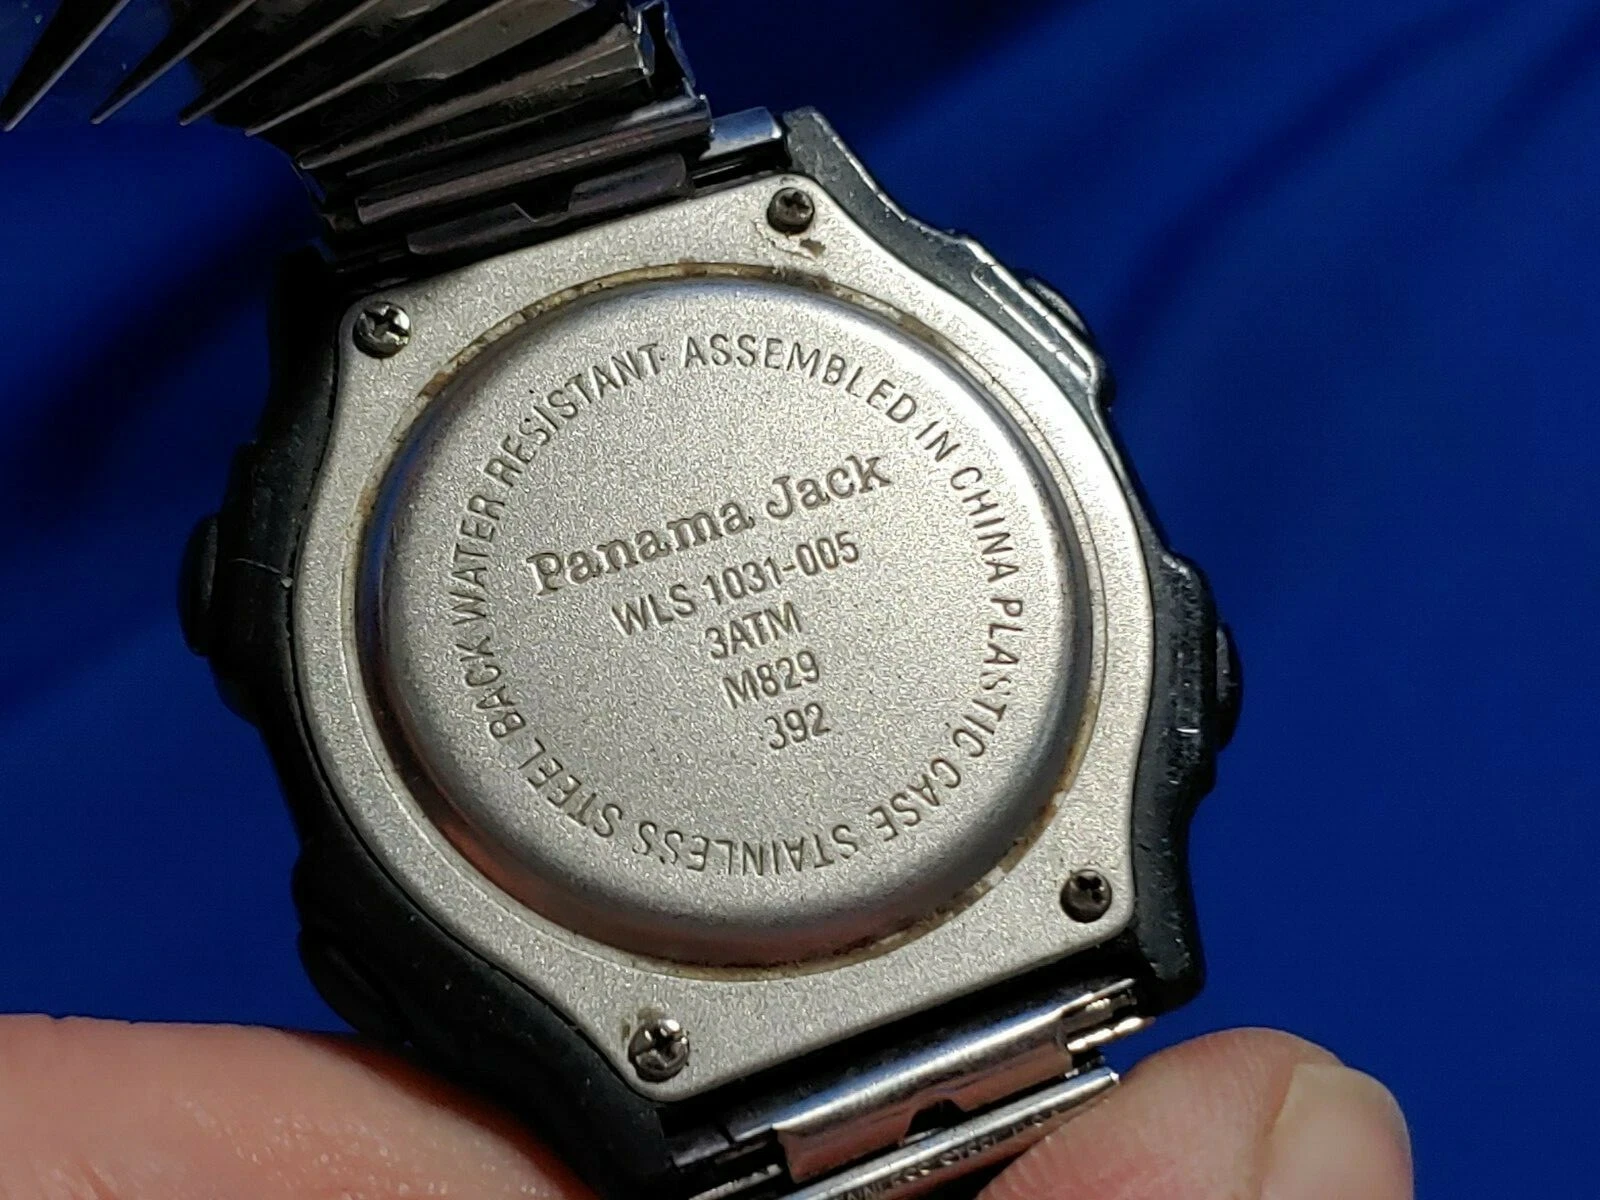 Panama Jack
WLS 1031-005
3ATM
M829
392
WATER RESISTANT ASSEMBLED IN CHINA PLASTIC CASE STAINLESS STEEL BACK